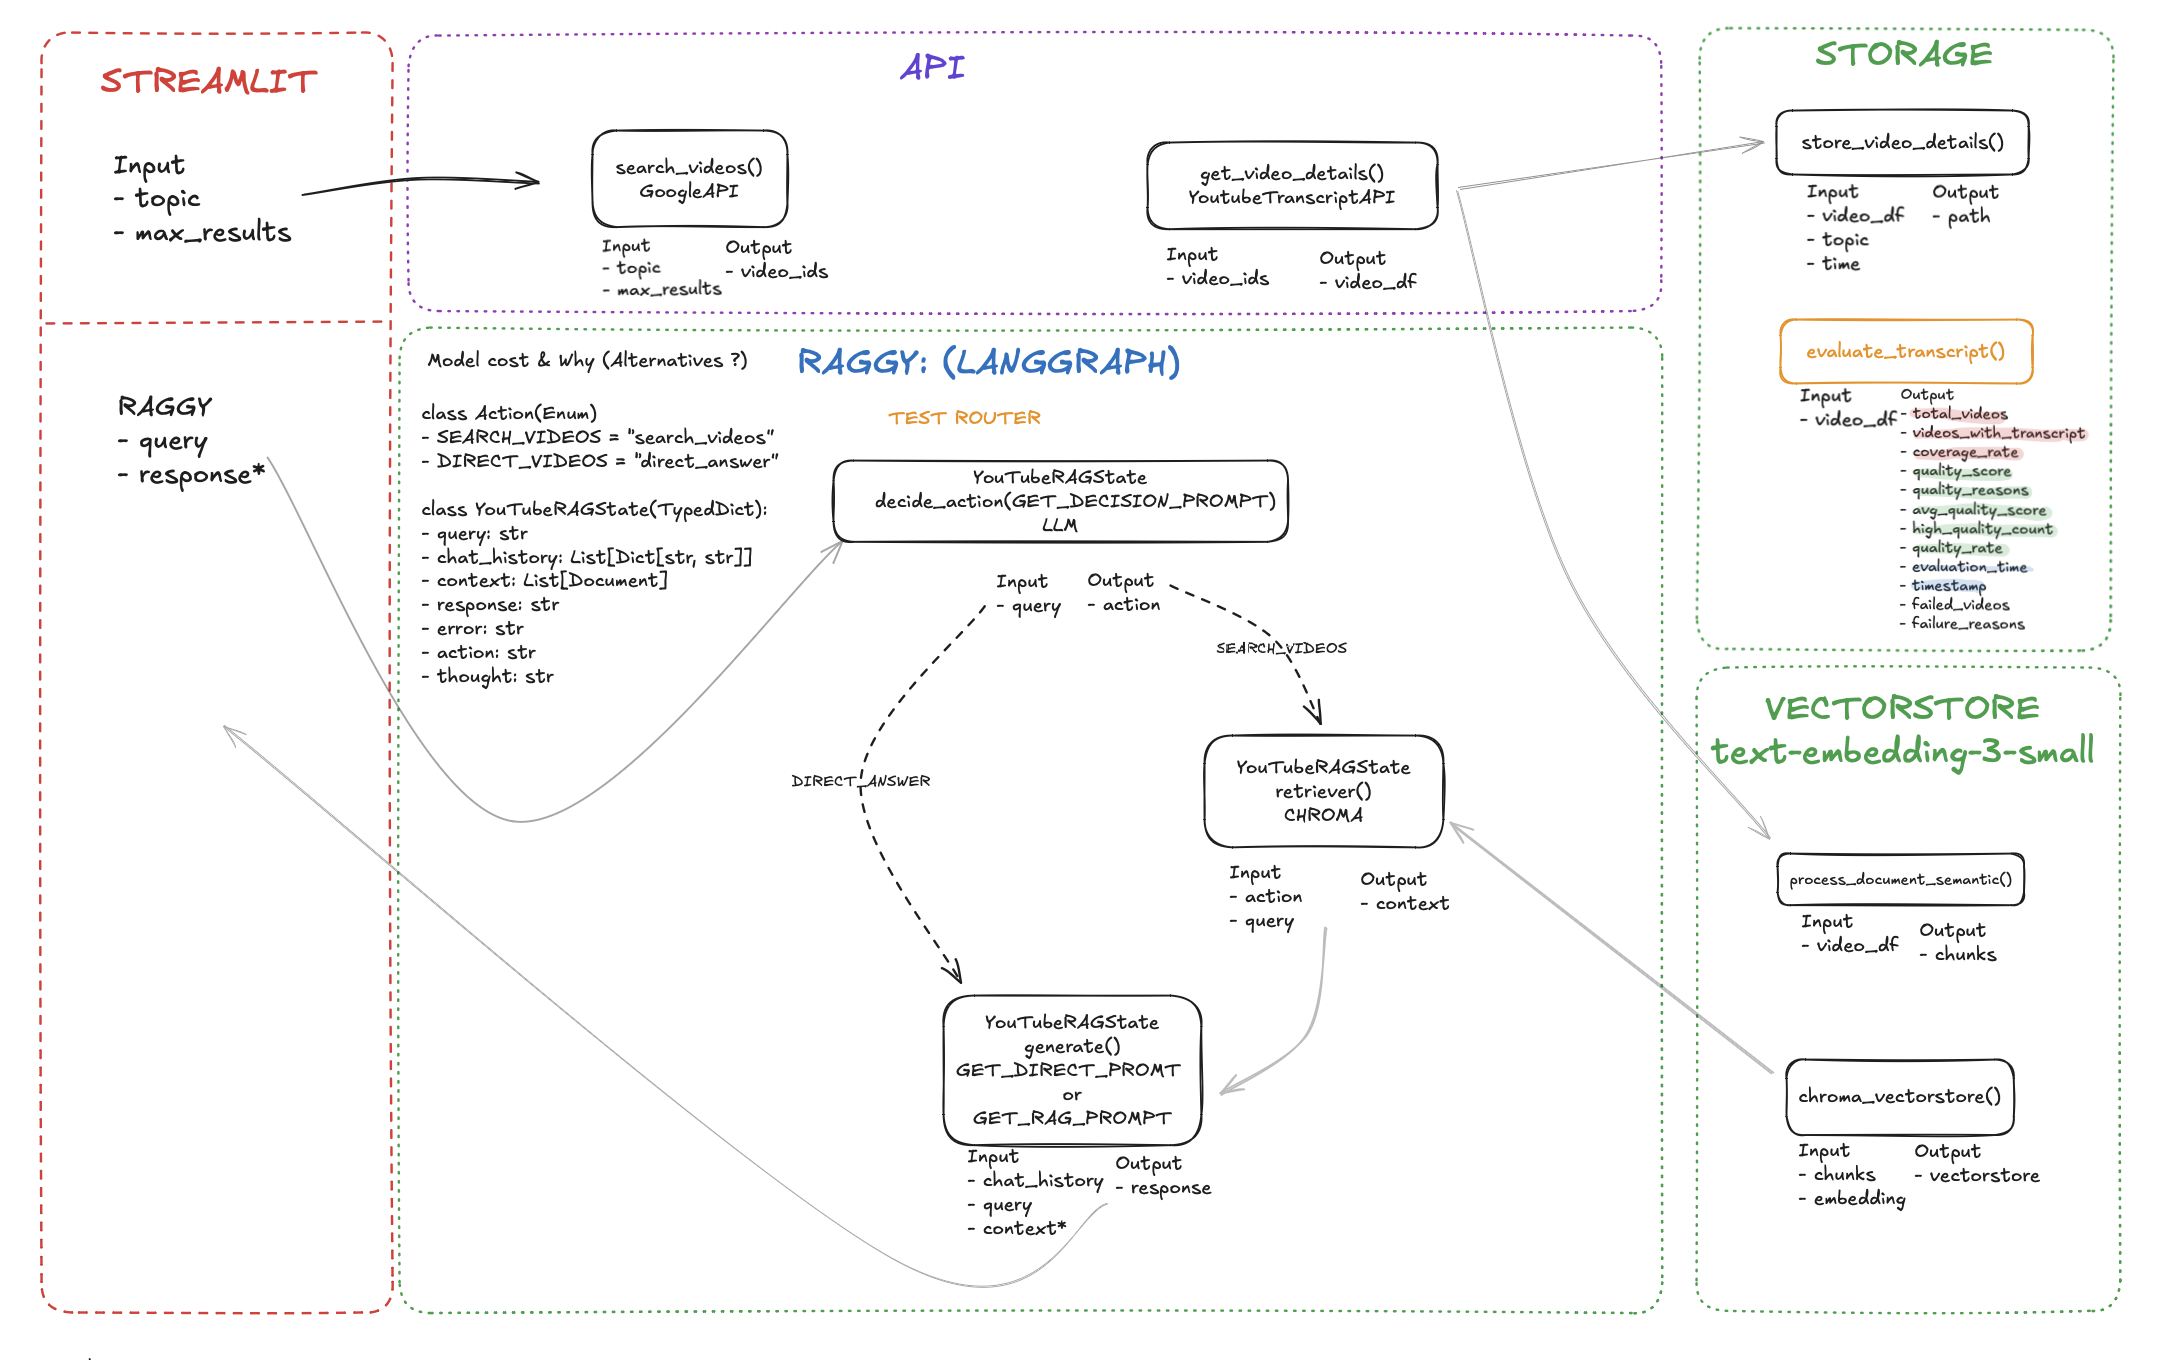 STREAMLIT
Input
- topic
- max_results
RAGGY
- query
- response*
API
search_videos()
GoogleAPI
Input
- topic
- max_results
Output
- video_ids
get_video_details()
YoutubeTranscriptAPI
Input
- video_ids
Output
- video_df
Model cost & Why (Alternatives ?)
RAGGY: (LANGGRAPH)
class Action(Enum)
- SEARCH_VIDEOS = "search_videos"
- DIRECT_VIDEOS = "direct_answer"
class YouTubeRAGState(TypedDict):
- query: str
- chat_history: List[Dict[str, str]]
- context: List[Document]
- response: str
- error: str
- action: str
- thought: str
TEST ROUTER
YouTubeRAGState
decide_action(GET_DECISION_PROMPT)
LLM
Input
- query
Output
- action
SEARCH_VIDEOS
DIRECT_ANSWER
YouTubeRAGState
retriever()
CHROMA
Input
- action
- query
Output
- context
YouTubeRAGState
generate()
GET_DIRECT_PROMT
or
GET_RAG_PROMPT
Input
- chat_history
- query
- context*
Output
- response
STORAGE
store_video_details()
Input
- video_df
- topic
- time
Output
- path
evaluate_transcript()
Input
- video_df
Output
- total_videos
- videos_with_transcript
- coverage_rate
- quality_score
- quality_reasons
- avg_quality_score
- high_quality_count
- quality_rate
- evaluation_time
- timestamp
- failed_videos
- failure_reasons
VECTORSTORE
text-embedding-3-small
process_document_semantic()
Input
- video_df
Output
- chunks
chroma_vectorstore()
Input
- chunks
- embedding
Output
- vectorstore